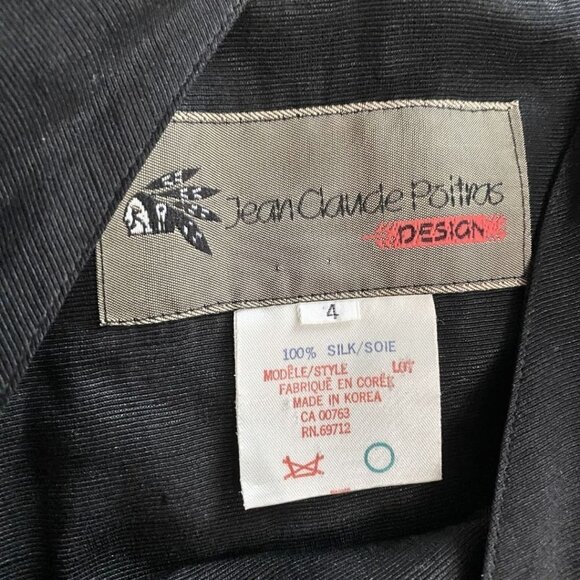 Jean Claude Poitras
DESIGN
4
100% SILK/SOIE
MODÈLE/STYLE LOT
FABRIQUÉ EN CORÉE
MADE IN KOREA
CA 00763
RN.69712